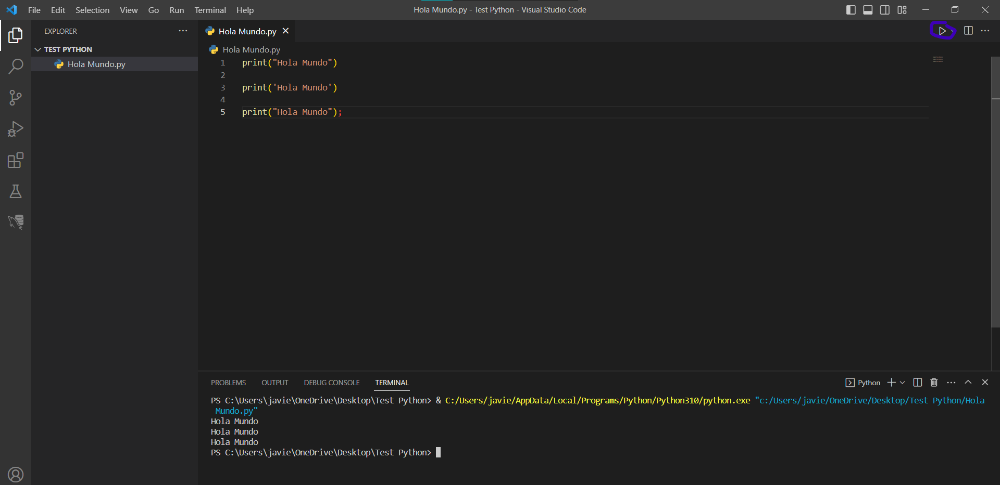 File Edit Selection View Go Run Terminal Help
Hola Mundo.py - Test Python - Visual Studio Code
EXPLORER
TEST PYTHON
Hola Mundo.py
Hola Mundo.py
Hola Mundo.py
1 print("Hola Mundo")
2
3 print('Hola Mundo')
4
5 print("Hola Mundo");
PROBLEMS OUTPUT DEBUG CONSOLE TERMINAL
Python
PS C:\Users\javie\OneDrive\Desktop\Test Python> & C:/Users/javie/AppData/Local/Programs/Python/Python310/python.exe "c:/Users/javie/OneDrive/Desktop/Test Python/Hola
Mundo.py"
Hola Mundo
Hola Mundo
Hola Mundo
PS C:\Users\javie\OneDrive\Desktop\Test Python>